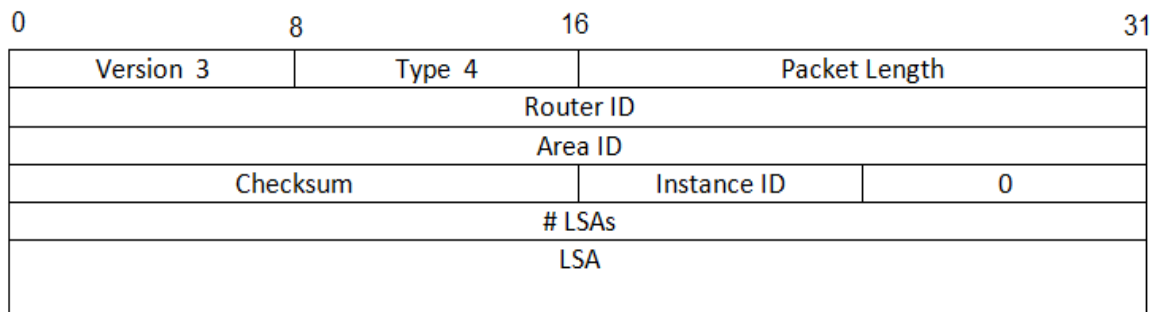 0 8 16 31
Version 3 Type 4 Packet Length
Router ID
Area ID
Checksum Instance ID 0
# LSAs
LSA